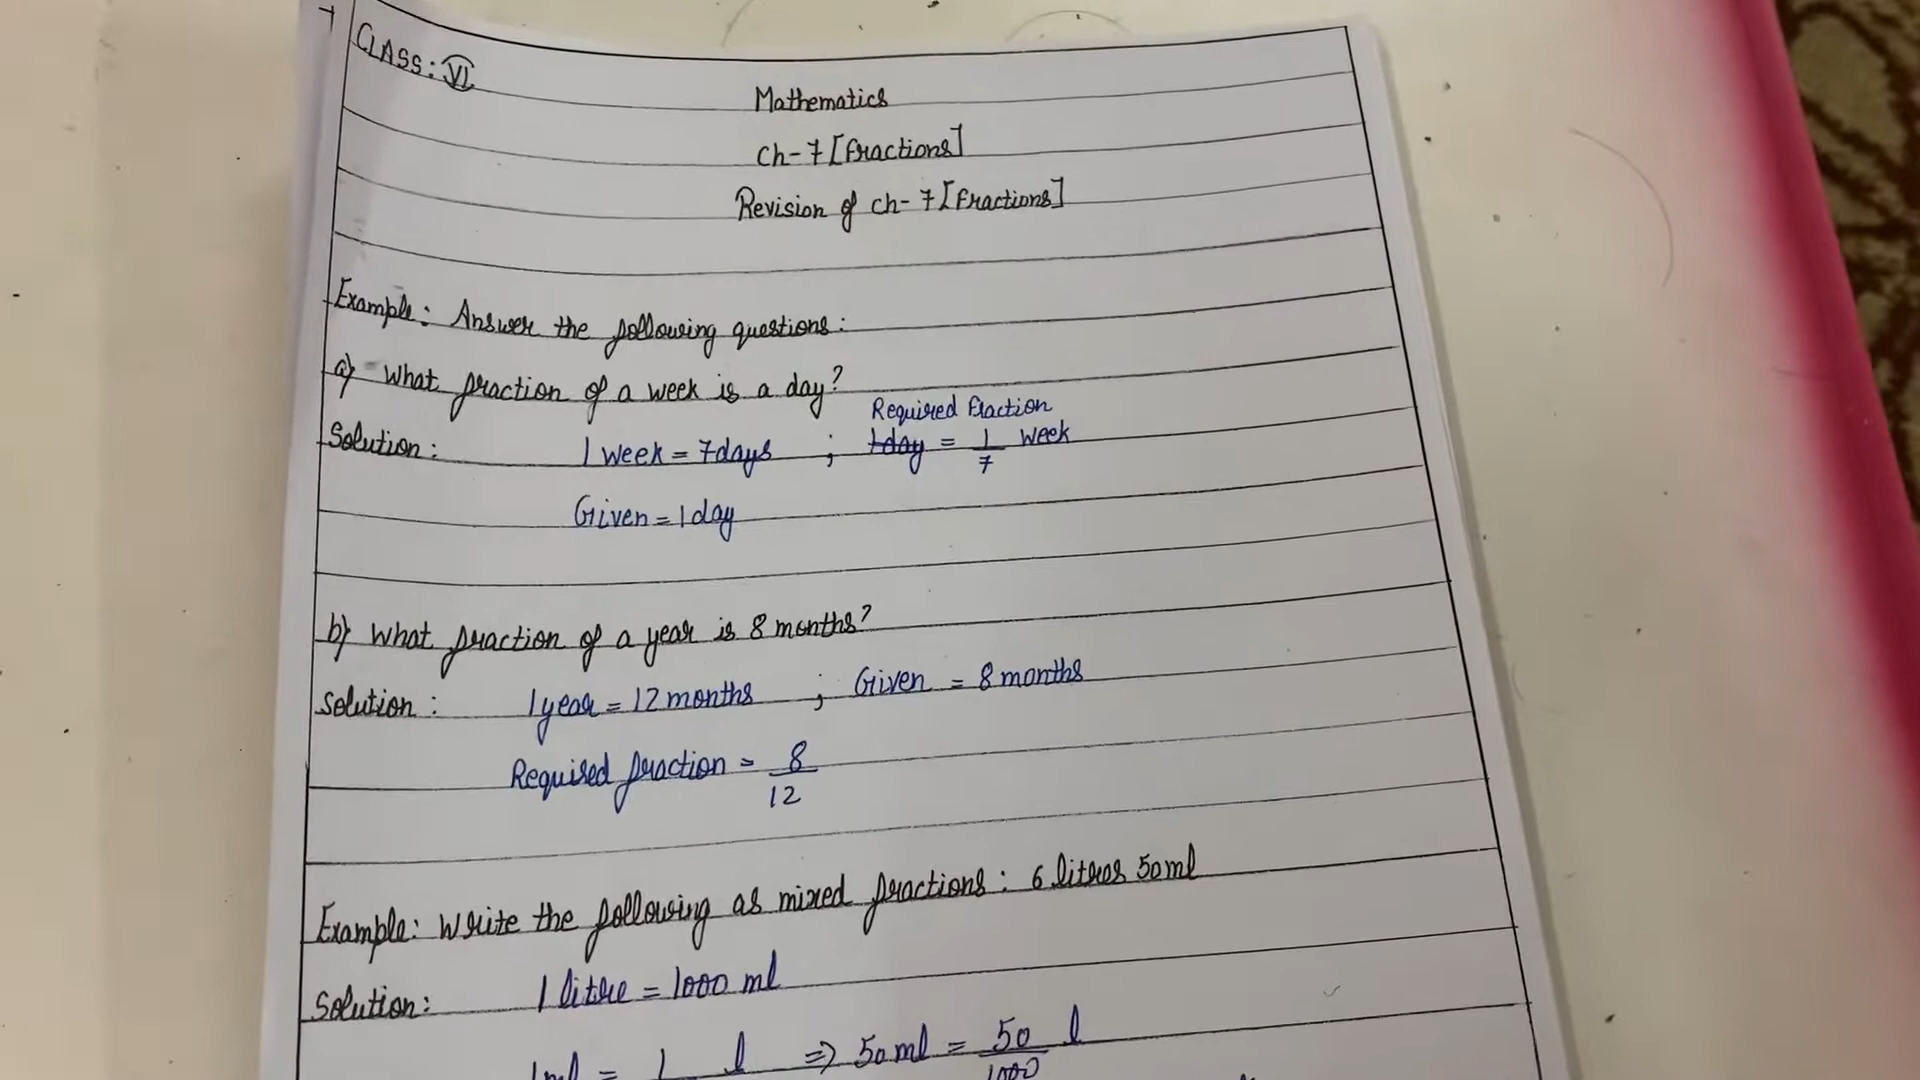 CLASS: VI
Mathematics
Ch-7 [Fractions]
Revision of ch-7 [Fractions]
Example: Answer the following questions:
a) What fraction of a week is a day?
Required fraction
Solution: 1 week = 7 days ; 1 day = 1/7 week
Given = 1 day
b) What fraction of a year is 8 months?
Solution: 1 year = 12 months ; Given = 8 months
Required fraction = 8/12
Example: Write the following as mixed fractions: 6 litres 50 ml
Solution: 1 litre = 1000 ml
1 ml = 1 l ⇒ 50 ml = 50/1000 l